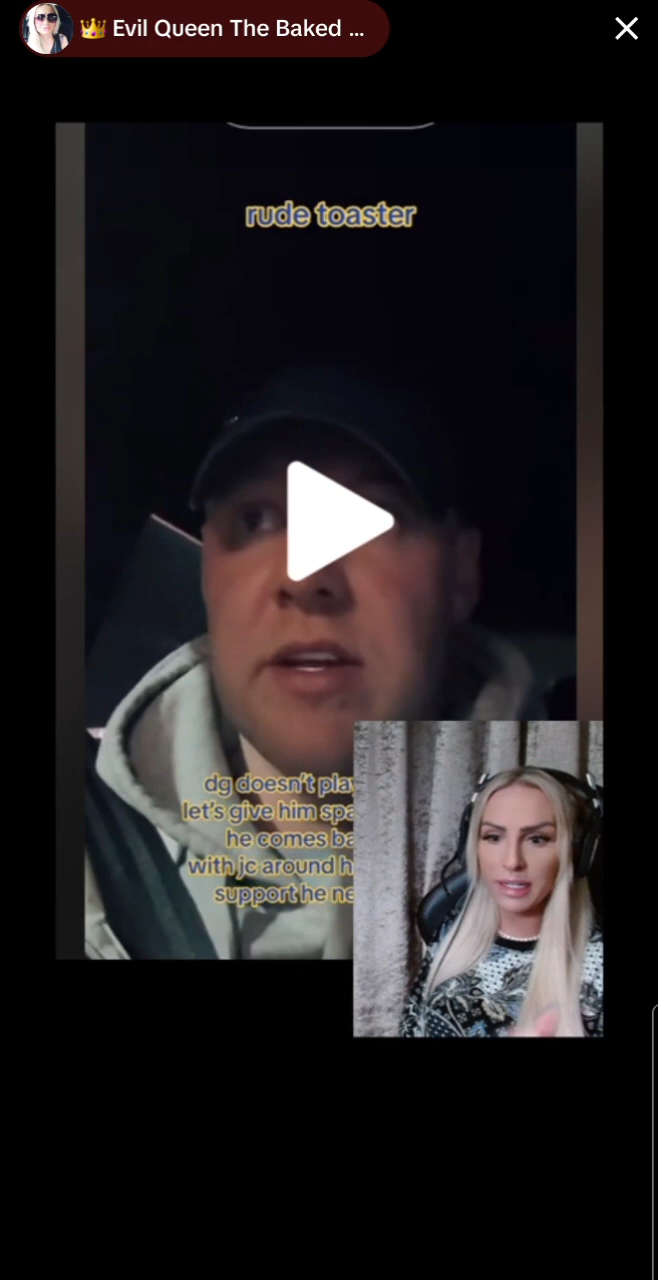 👑 Evil Queen The Baked ...
rude toaster
dg doesn't play
let's give him spa
he comes ba
with jc around h
support he ne